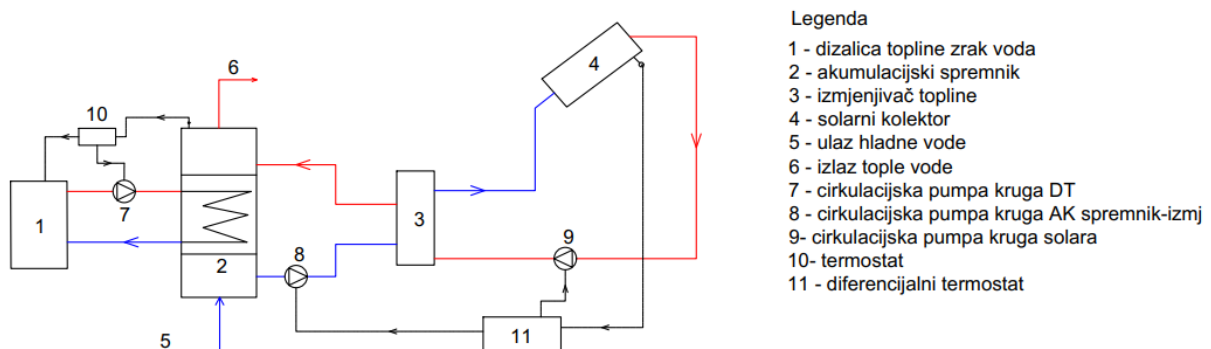 6
10
1
7
2
5
8
3
4
9
11
Legenda
1 - dizalica topline zrak voda
2 - akumulacijski spremnik
3 - izmjenjivač topline
4 - solarni kolektor
5 - ulaz hladne vode
6 - izlaz tople vode
7 - cirkulacijska pumpa kruga DT
8 - cirkulacijska pumpa kruga AK spremnik-izmj
9- cirkulacijska pumpa kruga solara
10- termostat
11 - diferencijalni termostat